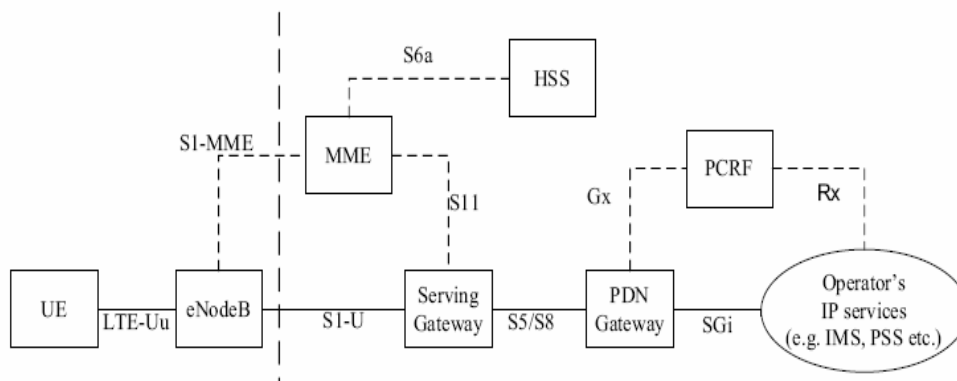 S6a
HSS
S1-MME
MME
PCRF
S11
Gx
Rx
UE
LTE-Uu
eNodeB
S1-U
Serving
Gateway
S5/S8
PDN
Gateway
SGi
Operator's
IP services
(e.g. IMS, PSS etc.)